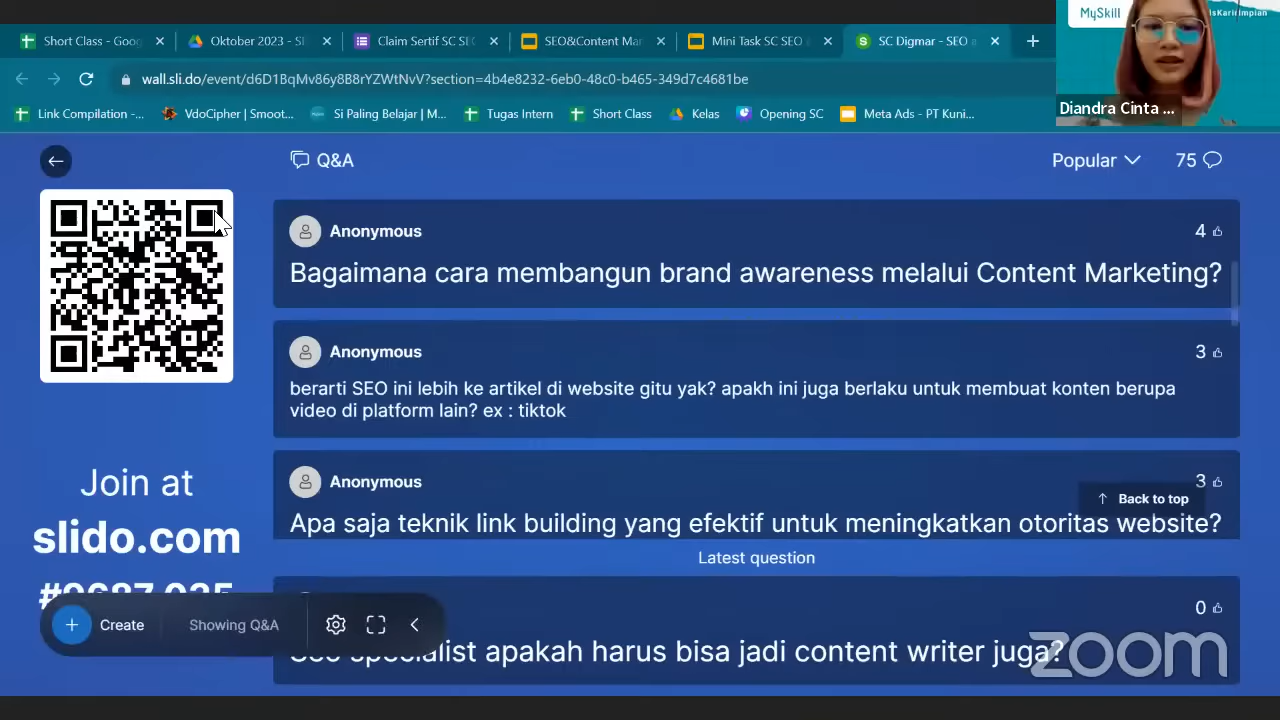 MySkill
Short Class - Goog
Oktober 2023 - S
Claim Sertif SC SE
SEO&Content Mar
Mini Task SC SEO
SC Digmar - SEO
Diandra Cinta ...
wall.sli.do/event/d6D1BqMv86y8B8rYZWtNvV?section=4b4e8232-6eb0-48c0-b465-349d7c4681be
Link Compilation -...
VdoCipher | Smoot...
Si Paling Belajar | M...
Tugas Intern
Short Class
Kelas
Opening SC
Meta Ads - PT Kuni...
Q&A
Popular
75
Anonymous
4
Bagaimana cara membangun brand awareness melalui Content Marketing?
Anonymous
3
berarti SEO ini lebih ke artikel di website gitu yak? apakh ini juga berlaku untuk membuat konten berupa
video di platform lain? ex : tiktok
Anonymous
3
Back to top
Apa saja teknik link building yang efektif untuk meningkatkan otoritas website?
Latest question
0
specialist apakah harus bisa jadi content writer juga?
Join at
slido.com
Create
Showing Q&A
zoom